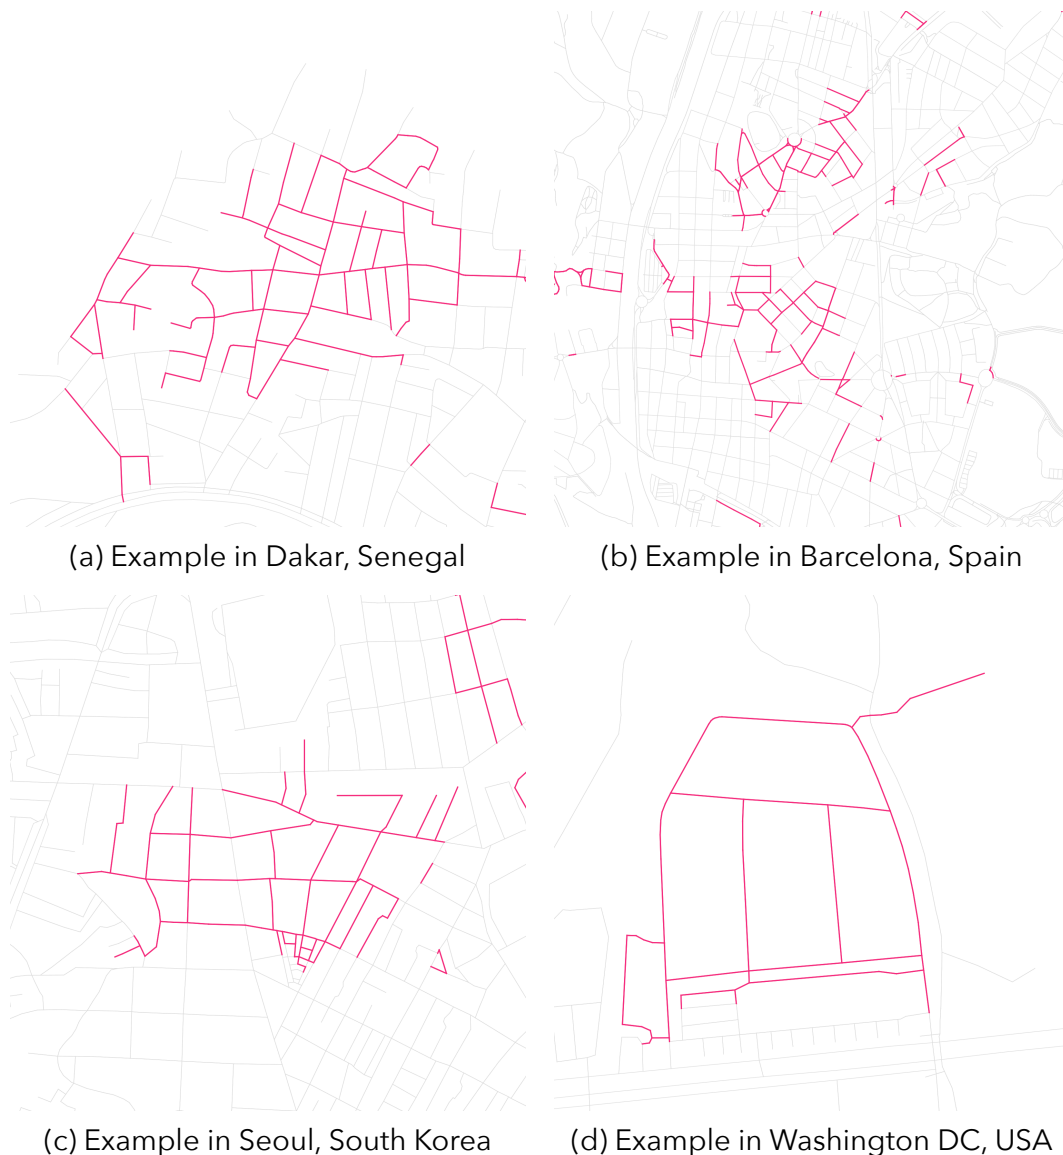 (a) Example in Dakar, Senegal
(b) Example in Barcelona, Spain
(c) Example in Seoul, South Korea
(d) Example in Washington DC, USA